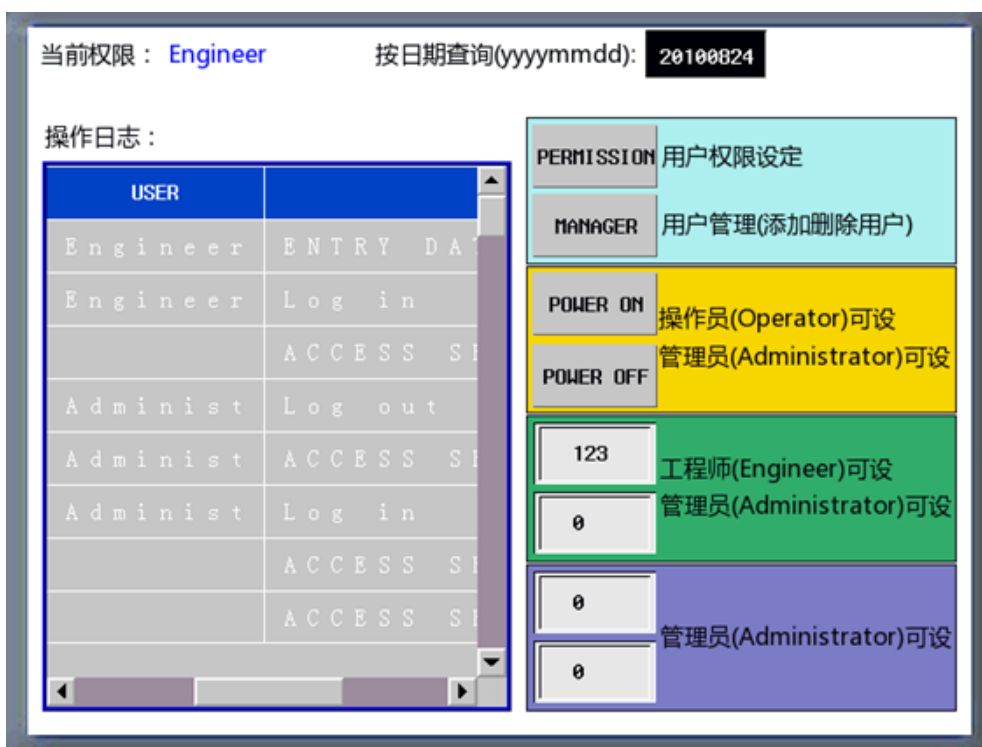 当前权限： Engineer
按日期查询(yyyymmdd): 20100824
操作日志：
USER
Engineer ENTRY DA
Engineer Log in
ACCESS
Administ Log out
Administ ACCESS
Administ Log in
ACCESS
ACCESS
PERMISSION 用户权限设定
MANAGER 用户管理(添加删除用户)
POWER ON
操作员(Operator)可设
管理员(Administrator)可设
POWER OFF
123
工程师(Engineer)可设
管理员(Administrator)可设
0
0
管理员(Administrator)可设
0